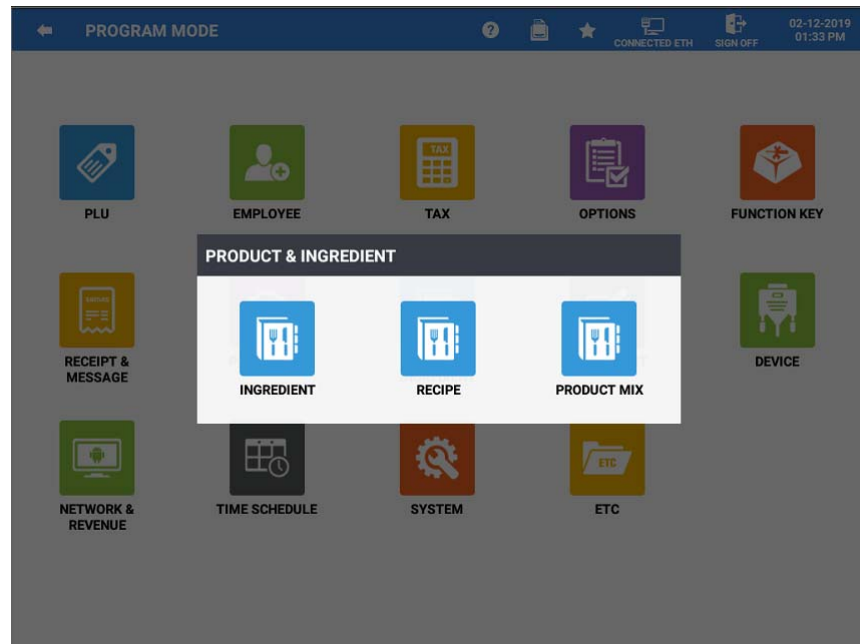 PROGRAM MODE
?
CONNECTED ETH
SIGN OFF
02-12-2019
01:33 PM
PLU
EMPLOYEE
TAX
TAX
OPTIONS
FUNCTION KEY
PRODUCT & INGREDIENT
INGREDIENT
RECIPE
PRODUCT MIX
RECEIPT &
MESSAGE
DEVICE
NETWORK &
REVENUE
TIME SCHEDULE
SYSTEM
ETC
ETC